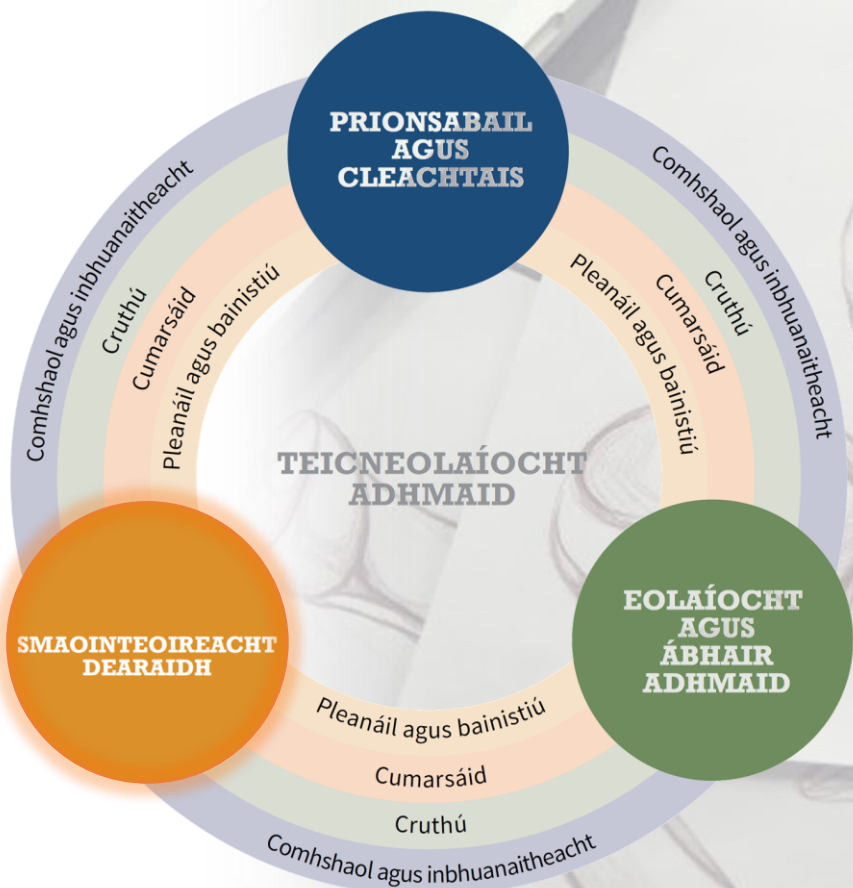 PRIONSABAIL
AGUS
CLEACHTAIS
Comhshaol agus inbhuanaitheacht
Cruthú
Cumarsáid
Pleanáil agus bainistiú
Comhshaol agus inbhuanaitheacht
Cruthú
Cumarsáid
Pleanáil agus bainistiú
TEICNEOLAÍOCHT
ADHMAID
SMAOINTEOIREACHT
DEARAIDH
EOLAÍOCHT
AGUS
ÁBHAIR
ADHMAID
Pleanáil agus bainistiú
Cumarsáid
Cruthú
Comhshaol agus inbhuanaitheacht